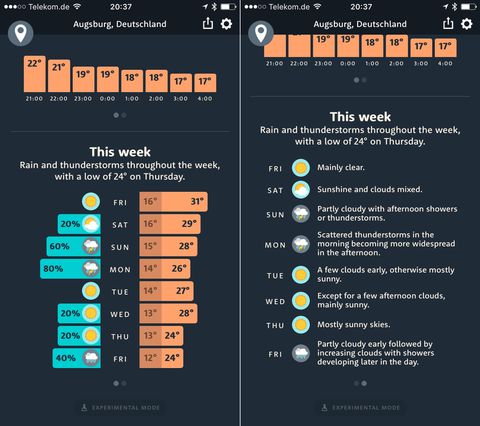 Telekom.de 20:37
Augsburg, Deutschland
22° 21° 19° 19° 18° 18° 17° 17°
21:00 22:00 23:00 0:00 1:00 2:00 3:00 4:00
This week
Rain and thunderstorms throughout the week,
with a low of 24° on Thursday.
FRI 16° 31°
20% SAT 16° 29°
60% SUN 15° 28°
80% MON 14° 26°
TUE 14° 27°
20% WED 13° 28°
20% THU 13° 24°
40% FRI 12° 24°
EXPERIMENTAL MODE
Telekom.de 20:37
Augsburg, Deutschland
19° 19° 18° 18° 17° 17°
21:00 22:00 23:00 0:00 1:00 2:00 3:00 4:00
This week
Rain and thunderstorms throughout the week,
with a low of 24° on Thursday.
FRI Mainly clear.
SAT Sunshine and clouds mixed.
SUN Partly cloudy with afternoon showers
or thunderstorms.
MON Scattered thunderstorms in the
morning becoming more widespread
in the afternoon.
TUE A few clouds early, otherwise mostly
sunny.
WED Except for a few afternoon clouds,
mainly sunny.
THU Mostly sunny skies.
FRI Partly cloudy early followed by
increasing clouds with showers
developing later in the day.
EXPERIMENTAL MODE